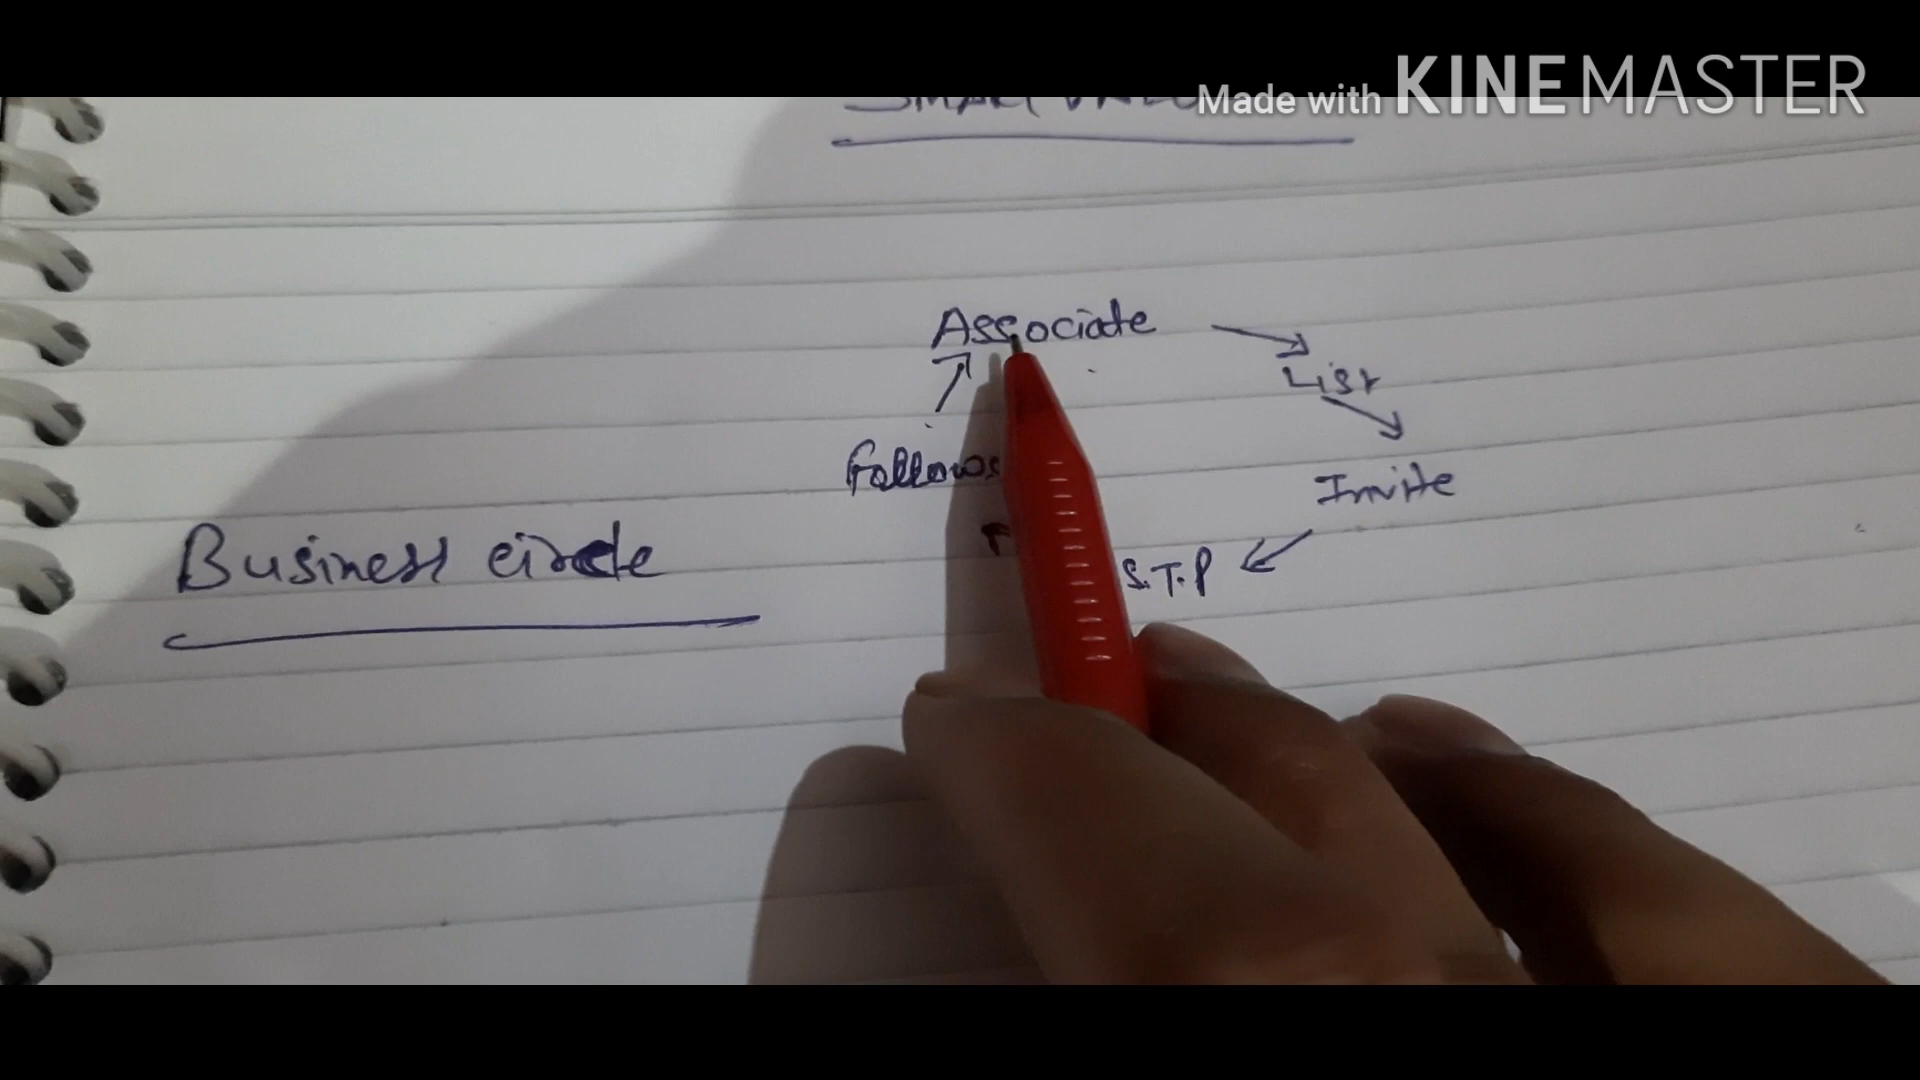 Made with KINEMASTER
Associate
List
Follows
Invite
Business circle
S.T.P